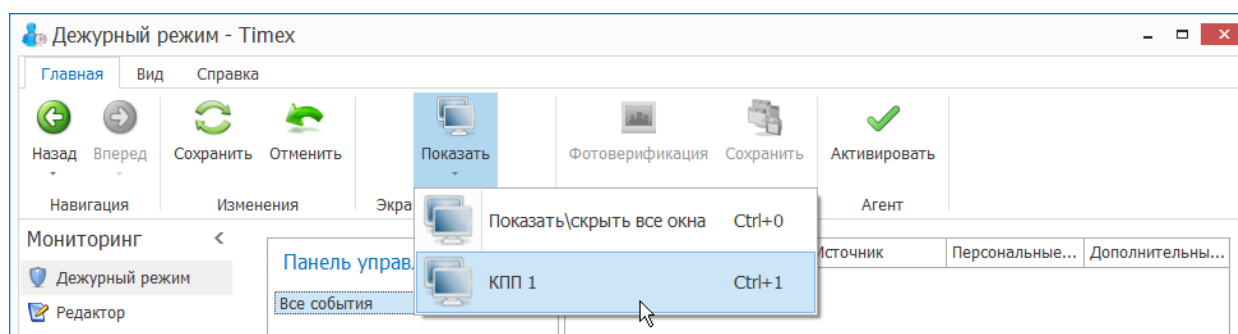 Дежурный режим - Timex
Главная Вид Справка
Назад Вперед Сохранить Отменить Показать Фотоверификация Сохранить Активировать
Навигация Изменения Экра Агент
Показать\скрыть все окна Ctrl+0
КПП 1 Ctrl+1
Мониторинг <
Дежурный режим
Редактор
Панель управ
Все события
Источник Персональные... Дополнительны...